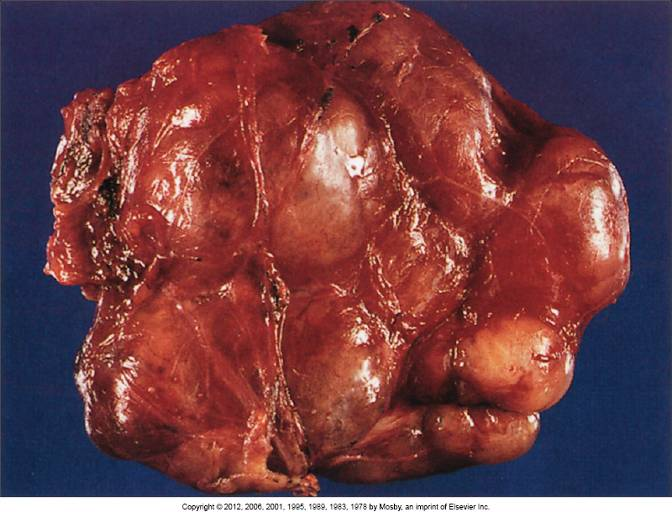 Copyright © 2012, 2006, 2001, 1995, 1989, 1983, 1978 by Mosby, an imprint of Elsevier Inc.